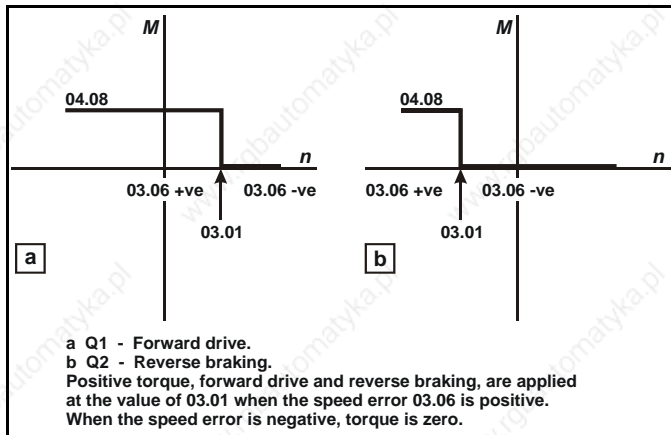 M
M
04.08
04.08
n
n
03.06 +ve
03.06 -ve
03.06 +ve
03.06 -ve
03.01
03.01
a
b
a Q1 - Forward drive.
b Q2 - Reverse braking.
Positive torque, forward drive and reverse braking, are applied
at the value of 03.01 when the speed error 03.06 is positive.
When the speed error is negative, torque is zero.
www.rgbautomatyka.pl